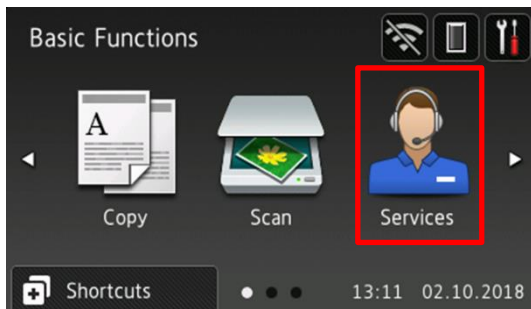 Basic Functions
A
Copy
Scan
Services
Shortcuts
13:11 02.10.2018